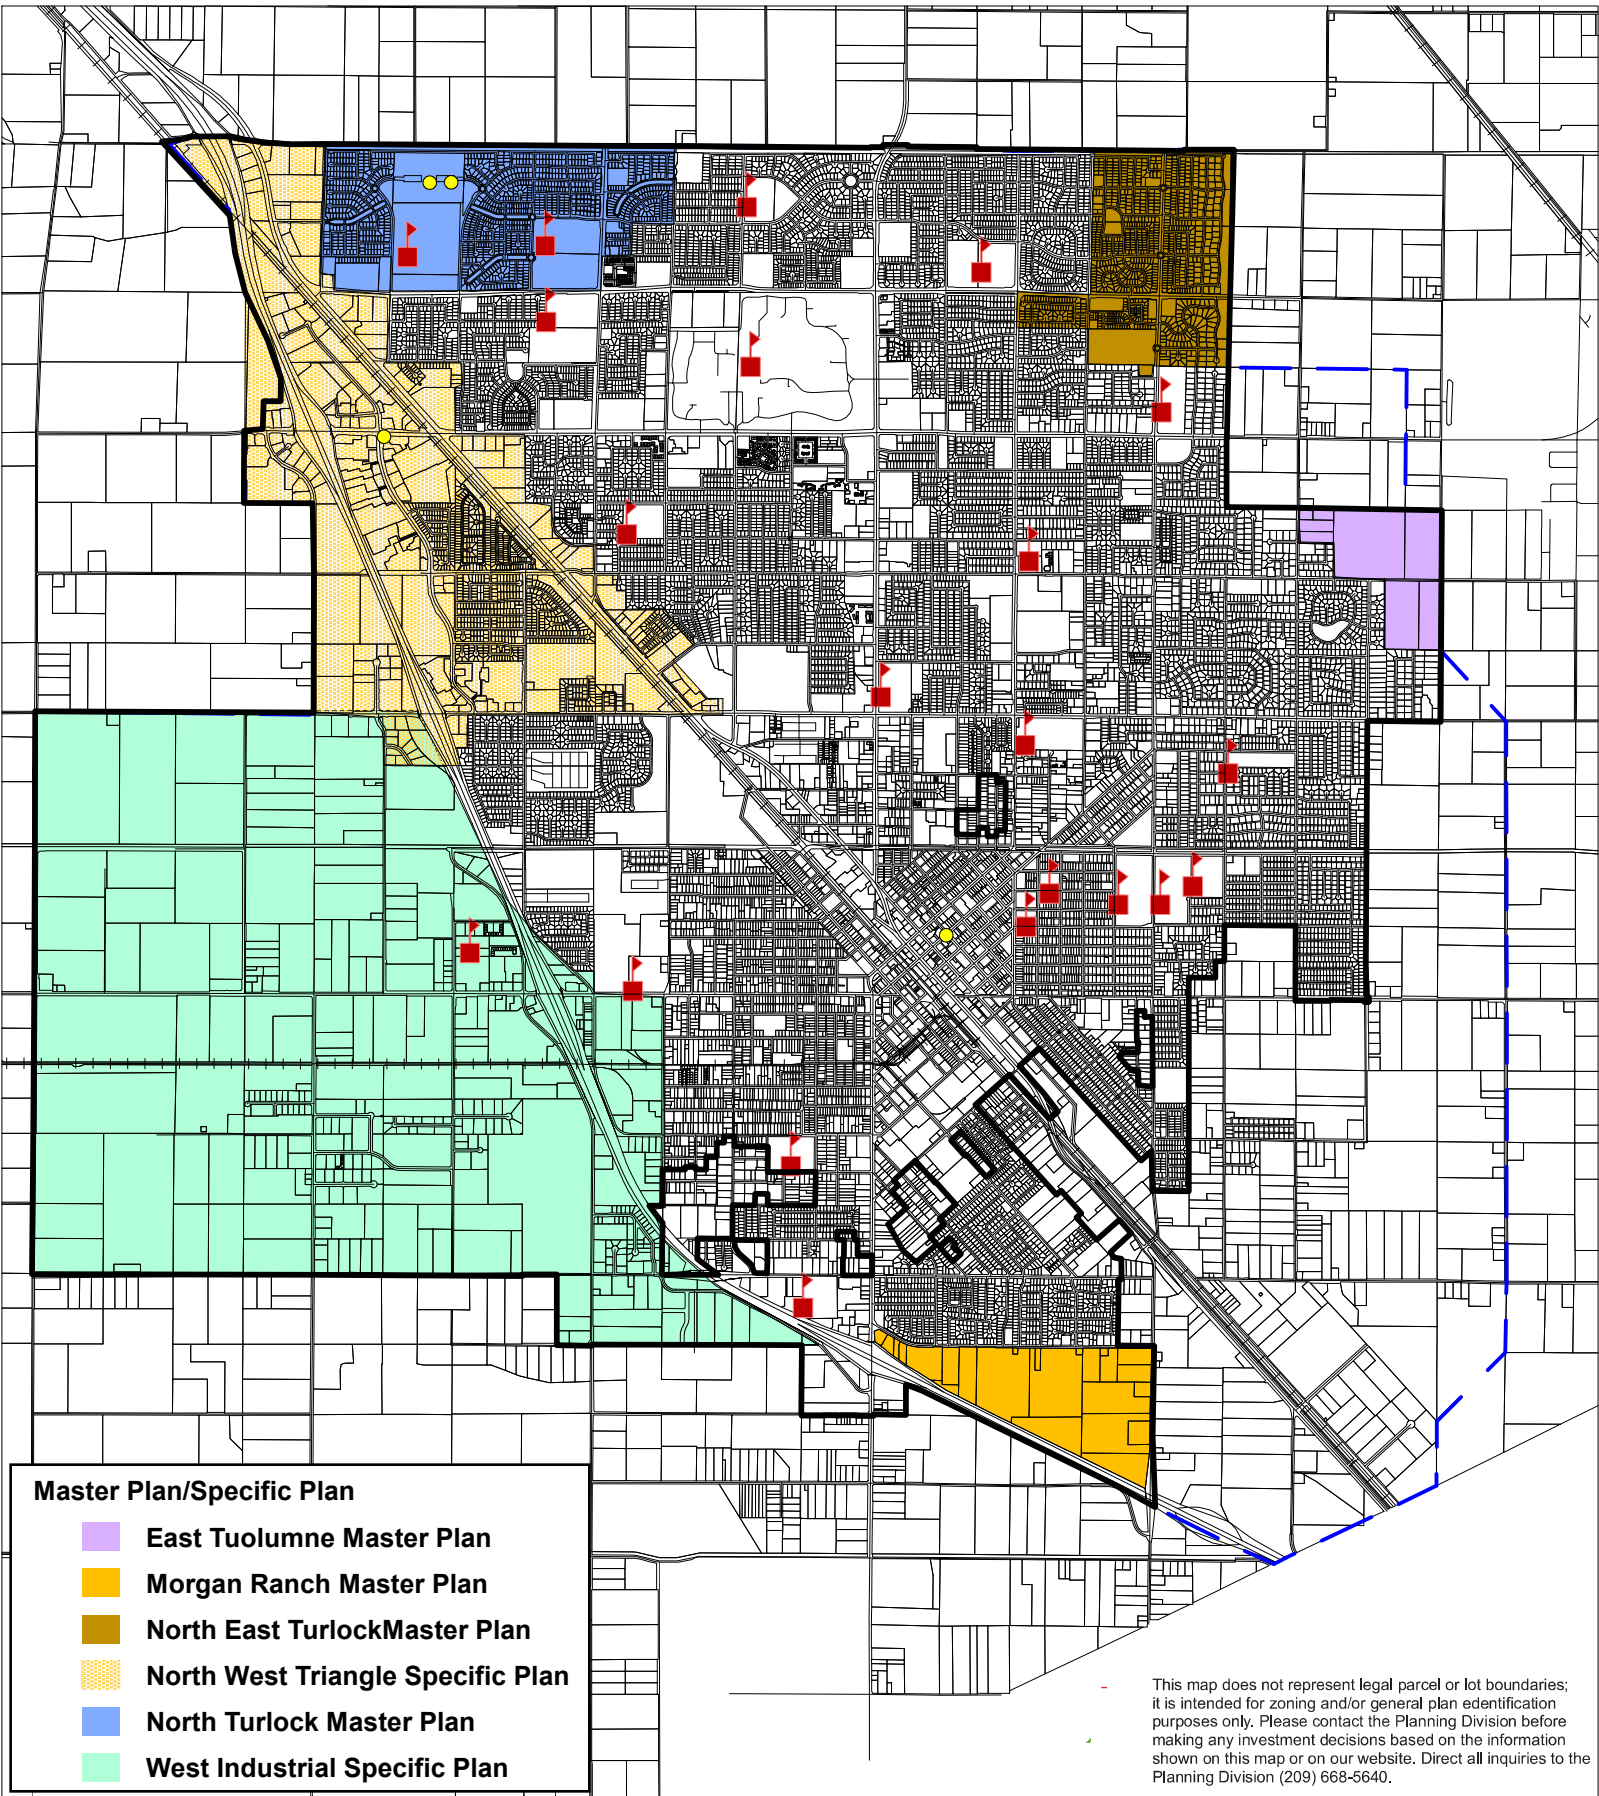 Master Plan/Specific Plan
East Tuolumne Master Plan
Morgan Ranch Master Plan
North East TurlockMaster Plan
North West Triangle Specific Plan
North Turlock Master Plan
West Industrial Specific Plan
This map does not represent legal parcel or lot boundaries;
it is intended for zoning and/or general plan edentification
purposes only. Please contact the Planning Division before
making any investment decisions based on the information
shown on this map or on our website. Direct all inquiries to the
Planning Division (209) 668-5640.